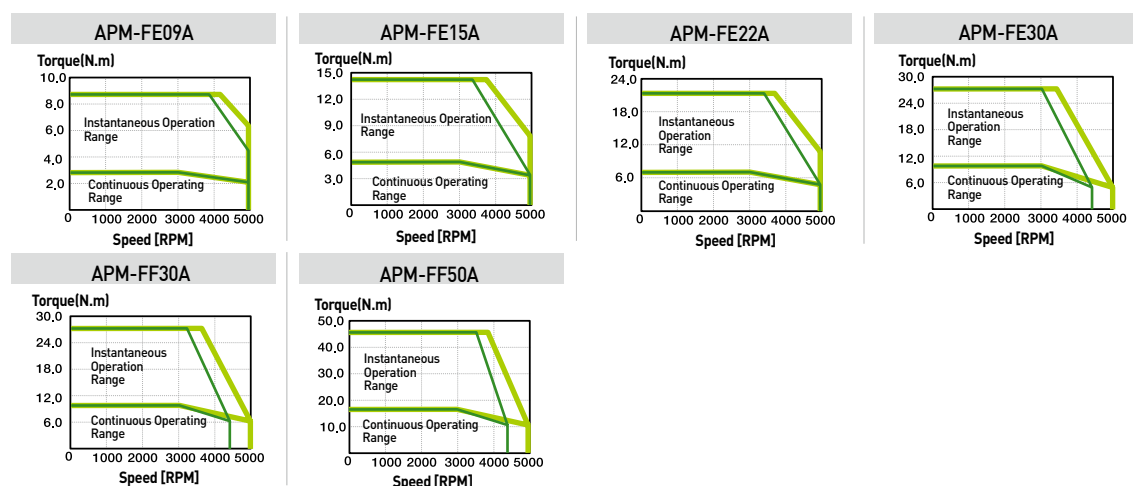 APM-FE09A
Torque(N.m)
10,0
8,0
6,0
4,0
2,0
Instantaneous Operation
Range
Continuous Operating
Range
0 1000 2000 3000 4000 5000
Speed [RPM]
APM-FE15A
Torque(N.m)
15,0
12,0
9,0
6,0
3,0
Instantaneous Operation
Range
Continuous Operating
Range
0 1000 2000 3000 4000 5000
Speed [RPM]
APM-FE22A
Torque(N.m)
24,0
18,0
12,0
6,0
Instantaneous
Operation
Range
Continuous Operating
Range
0 1000 2000 3000 4000 5000
Speed [RPM]
APM-FE30A
Torque(N.m)
30,0
24,0
18,0
12,0
6,0
Instantaneous
Operation
Range
Continuous Operating
Range
0 1000 2000 3000 4000 5000
Speed [RPM]
APM-FF30A
Torque(N.m)
30,0
24,0
18,0
12,0
6,0
Instantaneous
Operation
Range
Continuous Operating
Range
0 1000 2000 3000 4000 5000
Speed [RPM]
APM-FF50A
Torque(N.m)
50,0
40,0
30,0
20,0
10,0
Instantaneous
Operation
Range
Continuous Operating
Range
0 1000 2000 3000 4000 5000
Speed [RPM]